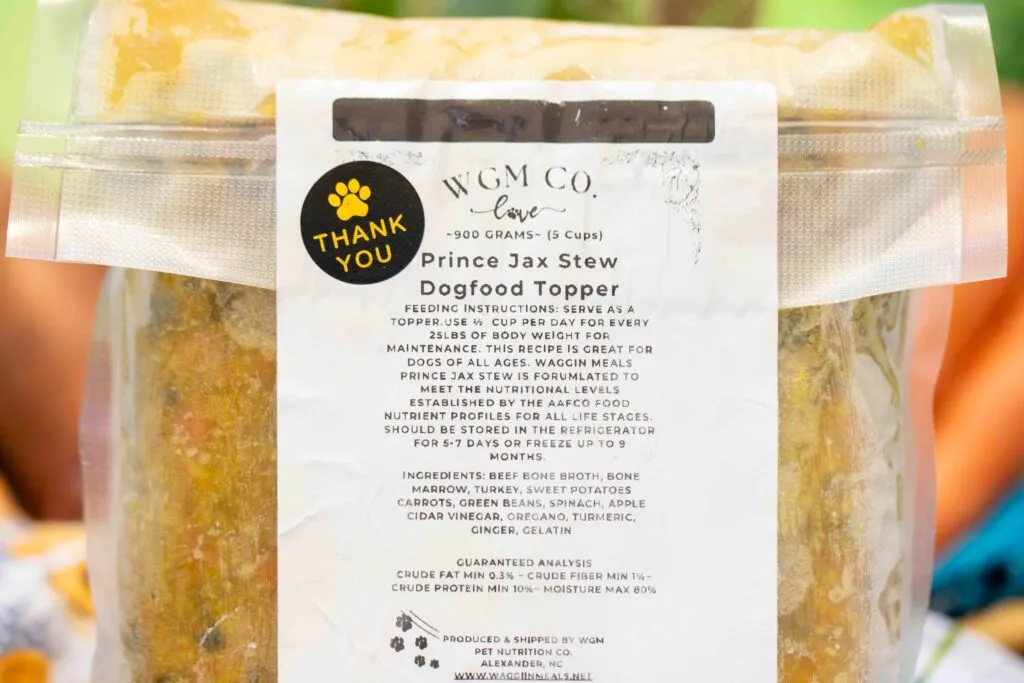 THANK
YOU
WGM CO.
love
~900 GRAMS~ (5 Cups)
Prince Jax Stew
Dogfood Topper
FEEDING INSTRUCTIONS: SERVE AS A
TOPPER.USE ½ CUP PER DAY FOR EVERY
25LBS OF BODY WEIGHT FOR
MAINTENANCE. THIS RECIPE IS GREAT FOR
DOGS OF ALL AGES. WAGGIN MEALS
PRINCE JAX STEW IS FORUMLATED TO
MEET THE NUTRITIONAL LEVELS
ESTABLISHED BY THE AAFCO FOOD
NUTRIENT PROFILES FOR ALL LIFE STAGES.
SHOULD BE STORED IN THE REFRIGERATOR
FOR 5-7 DAYS OR FREEZE UP TO 9
MONTHS.
INGREDIENTS: BEEF BONE BROTH, BONE
MARROW, TURKEY, SWEET POTATOES
CARROTS, GREEN BEANS, SPINACH, APPLE
CIDAR VINEGAR, OREGANO, TURMERIC,
GINGER, GELATIN
GUARANTEED ANALYSIS
CRUDE FAT MIN 0.3% ~ CRUDE FIBER MIN 1%~
CRUDE PROTEIN MIN 10%~ MOISTURE MAX 80%
PRODUCED & SHIPPED BY WGM
PET NUTRITION CO.
ALEXANDER, NC
WWW.WAGGIINMEALS.NET